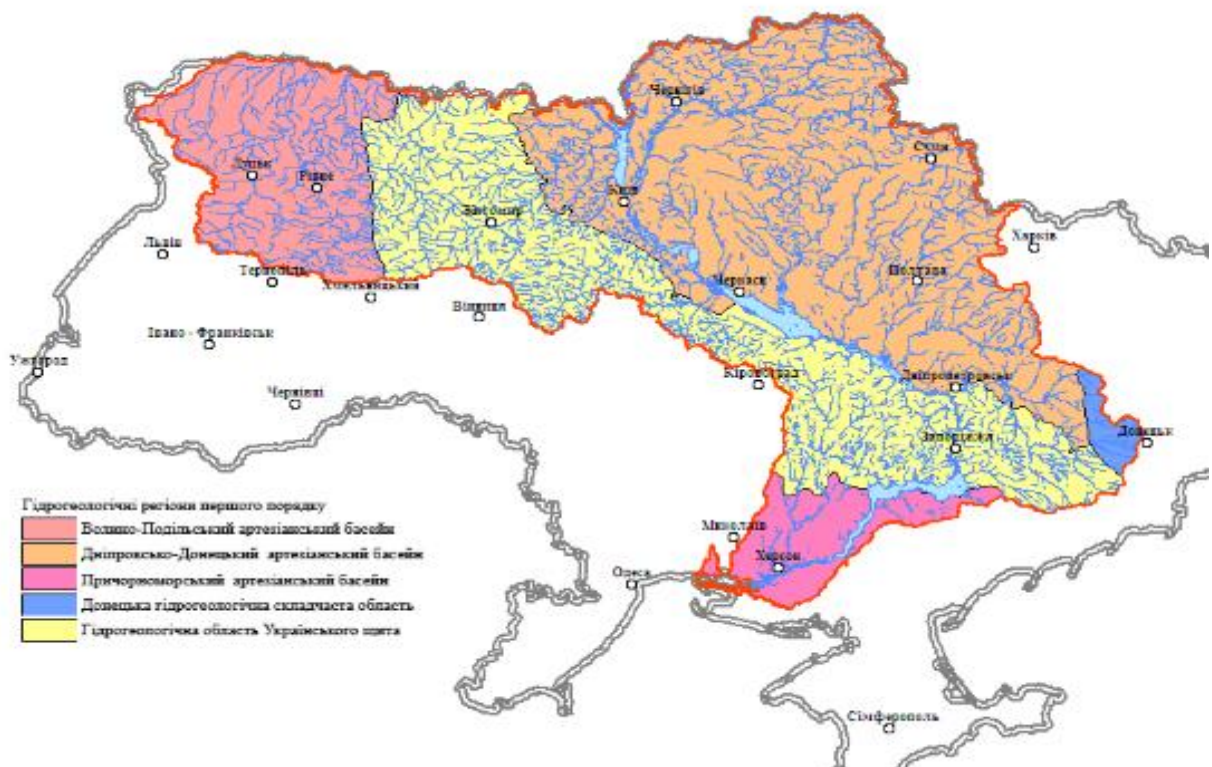 Чернігів
Суми
Луцьк
Рівне
Київ
Житомир
Львів
Харків
Тернопіль
Хмельницький
Полтава
Черкаси
Вінниця
Івано - Франківськ
Ужгород
Кіровоград
Дніпропетровськ
Чернівці
Запоріжжя
Донецьк
Гідрогеологічні регіони першого порядку
Волино-Подільський артезіанський басейн
Дніпровсько-Донецький артезіанський басейн
Причорноморський артезіанський басейн
Донецька гідрогеологічна складчаста область
Гідрогеологічна область Українського щита
Миколаїв
Херсон
Одеса
Сімферополь